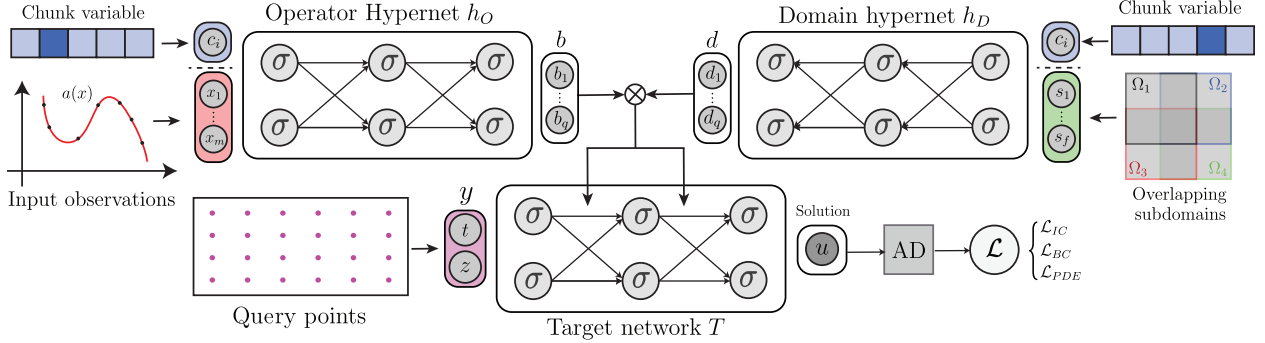 Chunk variable
a(x)
Input observations
c_i
x_1
x_m
Operator Hypernet h_O
σ σ σ
σ σ σ
b
b_1
b_q
⊗
d
d_1
d_q
Domain hypernet h_D
σ σ σ
σ σ σ
c_i
s_1
s_f
Chunk variable
Ω_1 Ω_2
Ω_3 Ω_4
Overlapping
subdomains
Query points
y
t
z
σ σ σ
σ σ σ
Target network T
Solution
u
AD
ℒ
ℒ_IC
ℒ_BC
ℒ_PDE